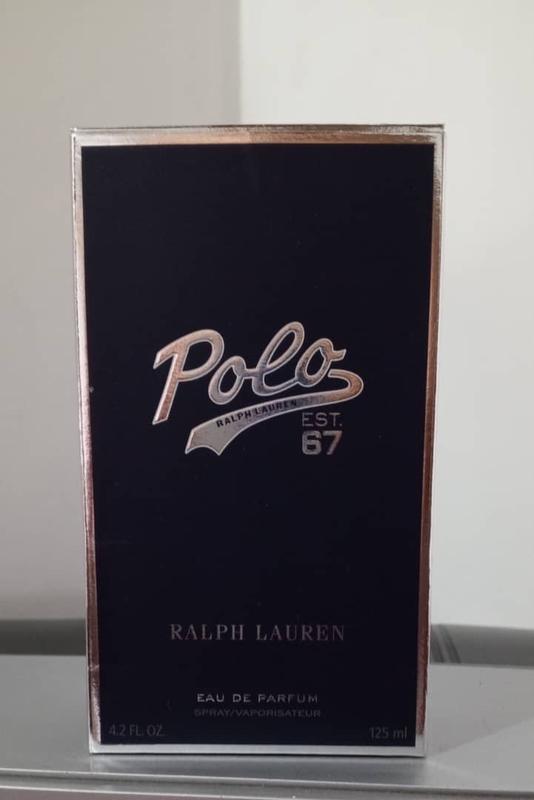 Polo
RALPH LAUREN
EST.
67
RALPH LAUREN
EAU DE PARFUM
SPRAY/VAPORISATEUR
4.2 FL. OZ. 125 ml